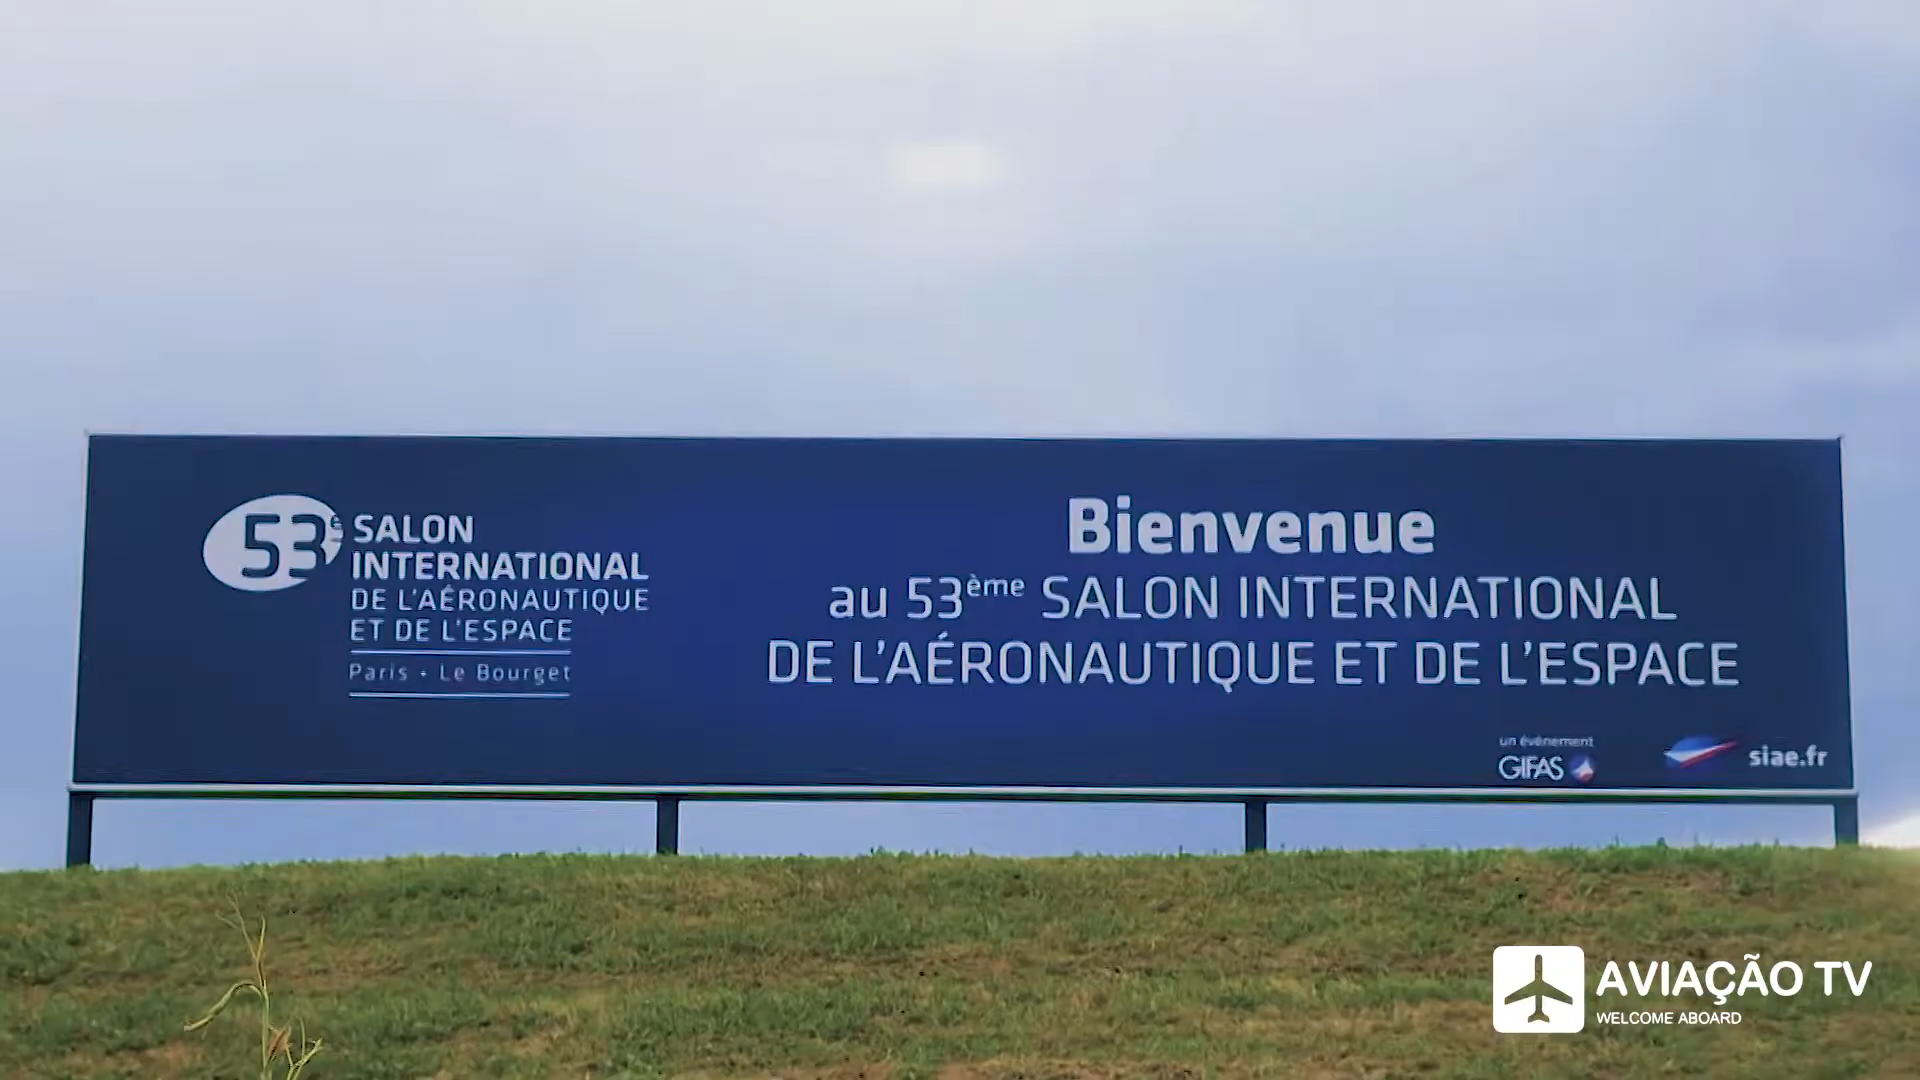 53e SALON
INTERNATIONAL
DE L'AÉRONAUTIQUE
ET DE L'ESPACE
Paris • Le Bourget
Bienvenue
au 53ème SALON INTERNATIONAL
DE L'AÉRONAUTIQUE ET DE L'ESPACE
un événement
GIFAS
siae.fr
AVIAÇÃO TV
WELCOME ABOARD